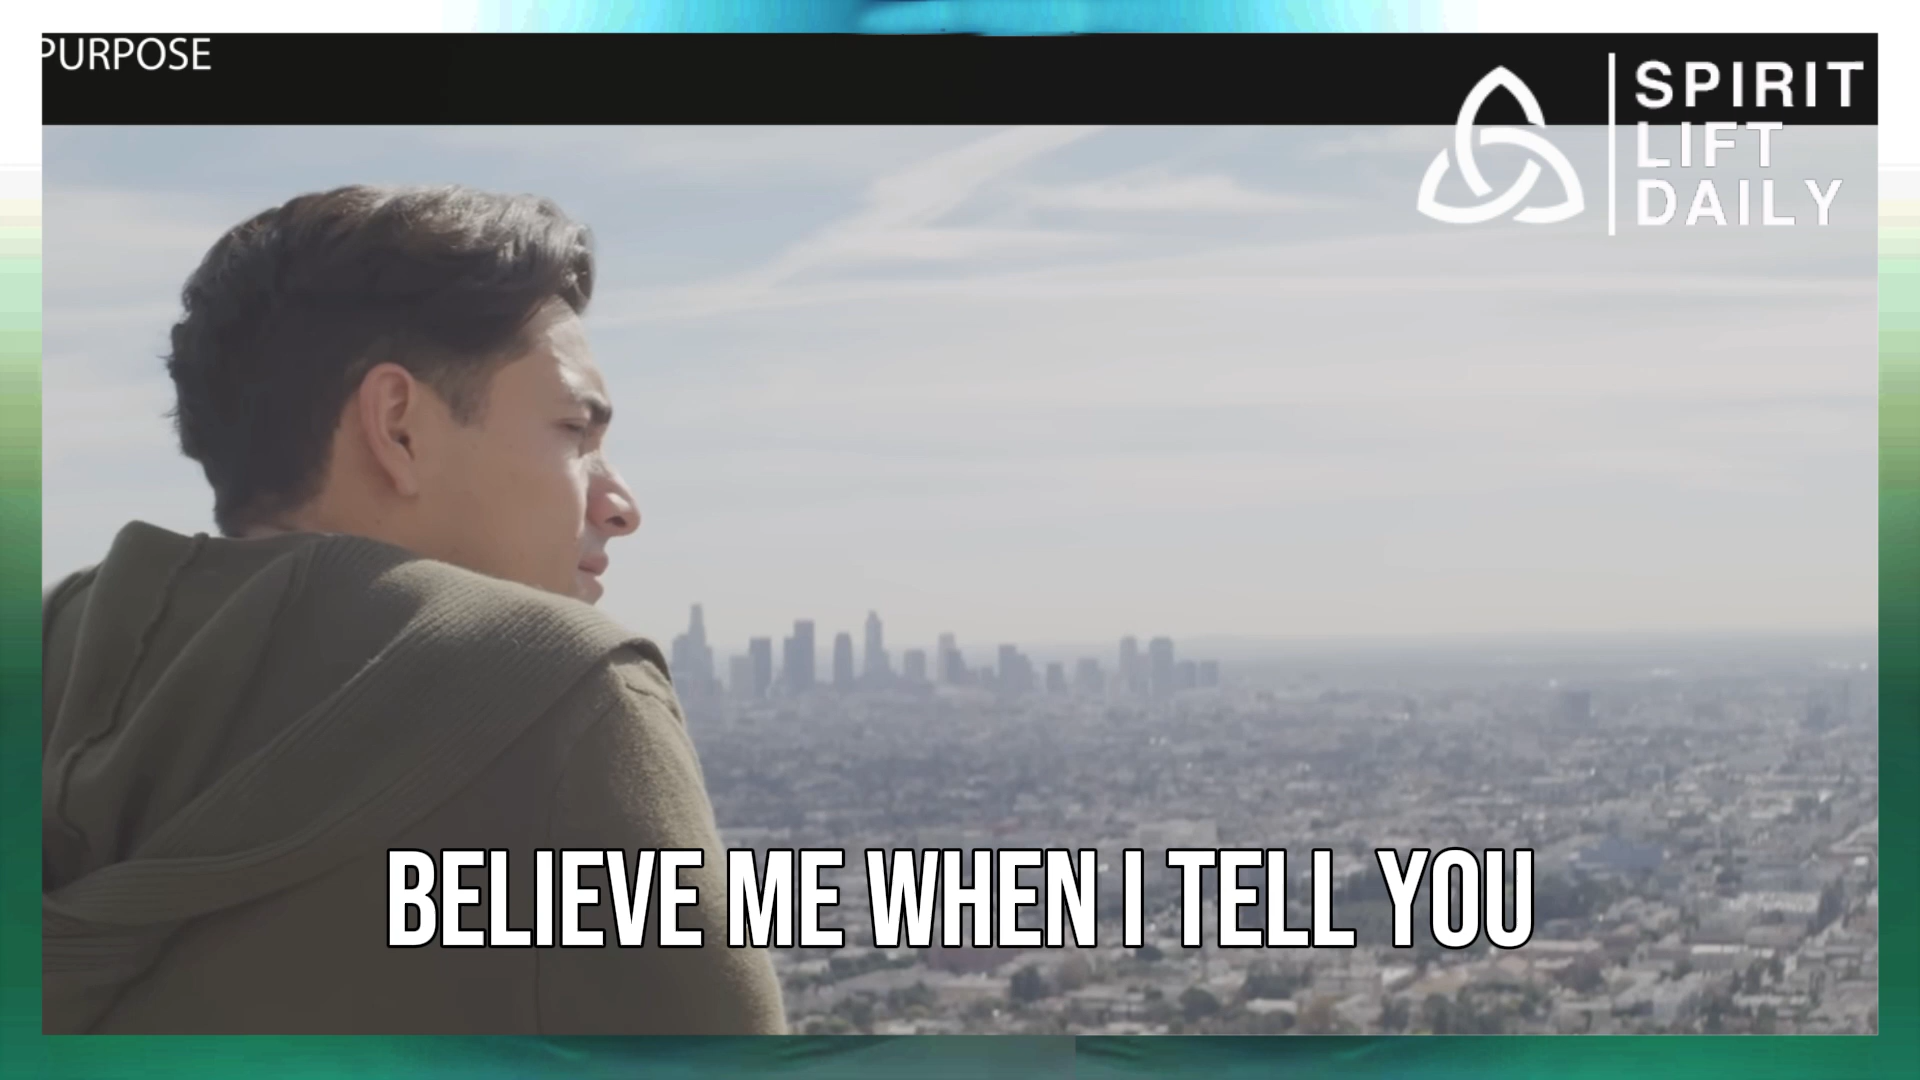 PURPOSE
SPIRIT
LIFT
DAILY
BELIEVE ME WHEN I TELL YOU